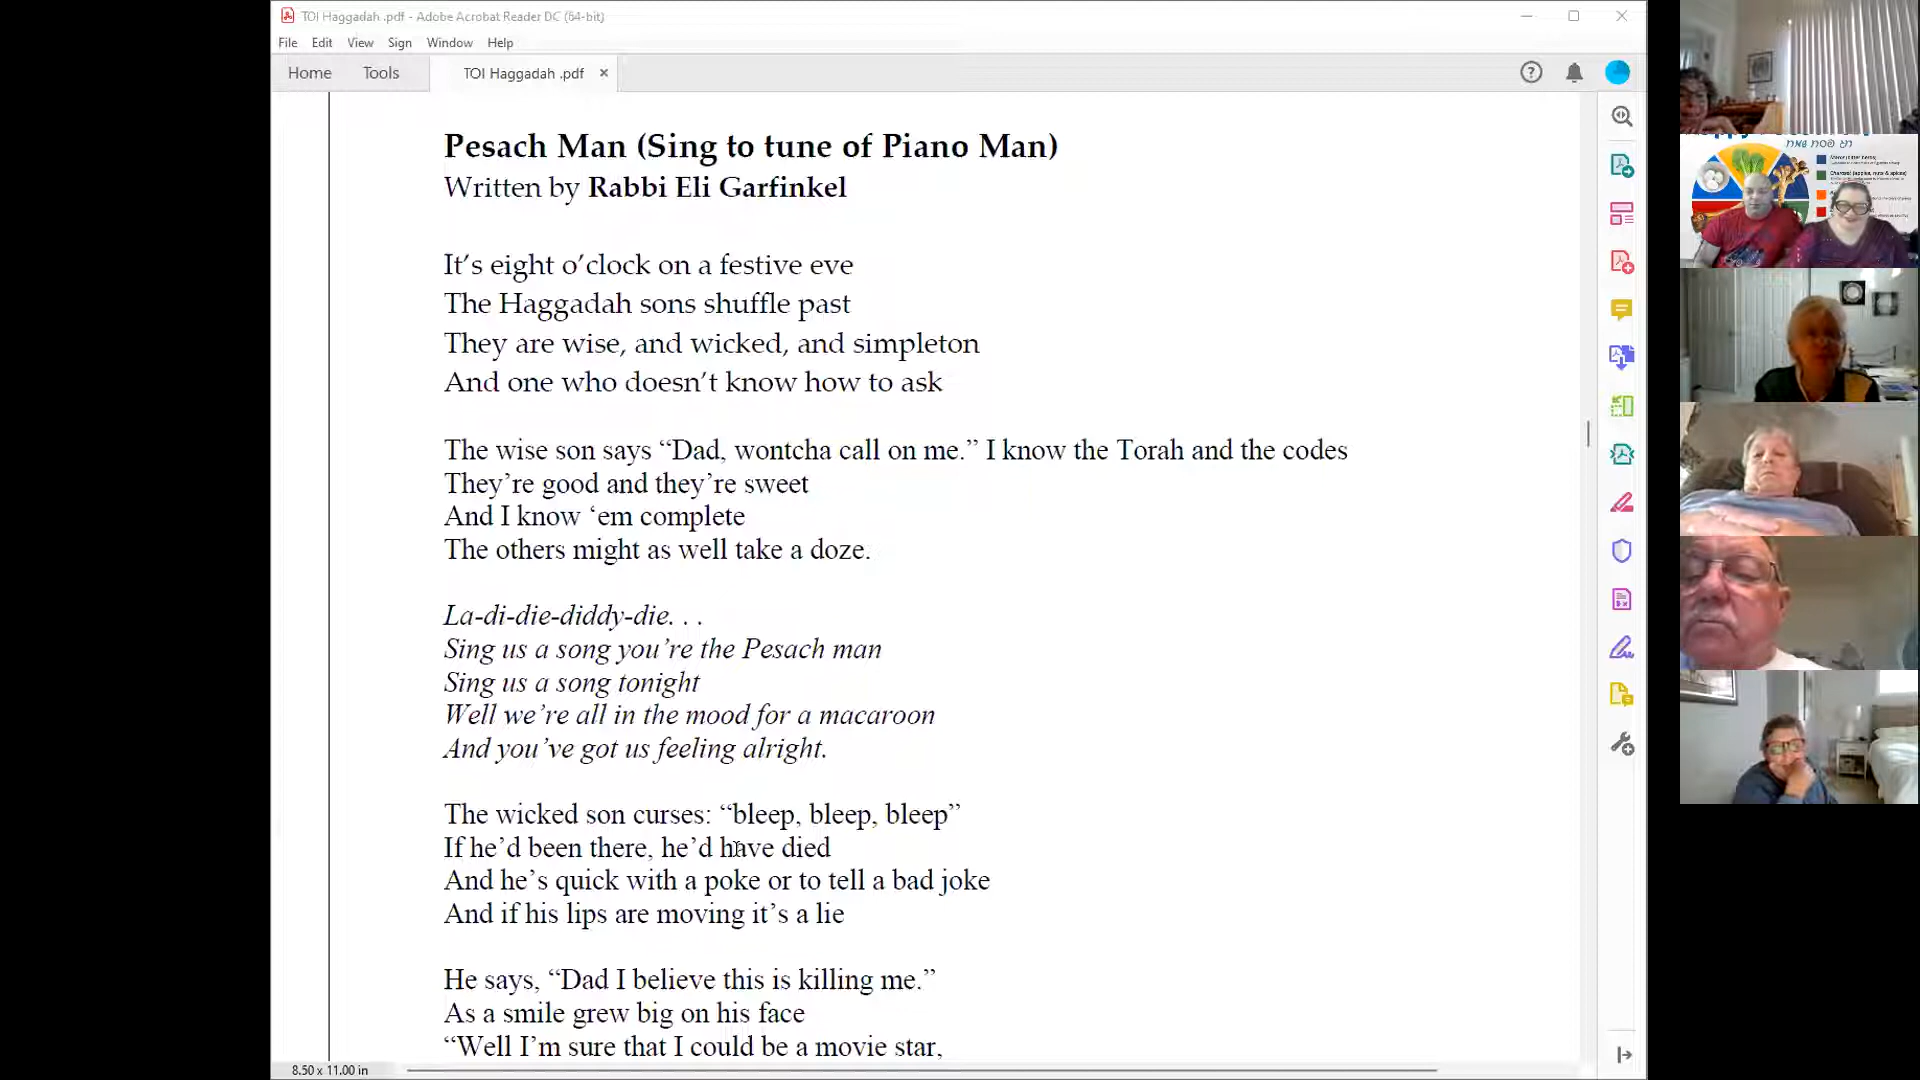 TOI Haggadah .pdf - Adobe Acrobat Reader DC (64-bit)
File Edit View Sign Window Help
Home Tools TOI Haggadah .pdf ×
Pesach Man (Sing to tune of Piano Man)
Written by Rabbi Eli Garfinkel
It’s eight o’clock on a festive eve
The Haggadah sons shuffle past
They are wise, and wicked, and simpleton
And one who doesn’t know how to ask
The wise son says “Dad, wontcha call on me.” I know the Torah and the codes
They’re good and they’re sweet
And I know ‘em complete
The others might as well take a doze.
La-di-die-diddy-die. . .
Sing us a song you’re the Pesach man
Sing us a song tonight
Well we’re all in the mood for a macaroon
And you’ve got us feeling alright.
The wicked son curses: “bleep, bleep, bleep”
If he’d been there, he’d have died
And he’s quick with a poke or to tell a bad joke
And if his lips are moving it’s a lie
He says, “Dad I believe this is killing me.”
As a smile grew big on his face
“Well I’m sure that I could be a movie star,
8.50 x 11.00 in